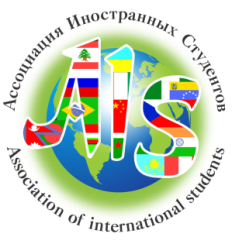 Ассоциация Иностранных Студентов
AIS
Association of international students